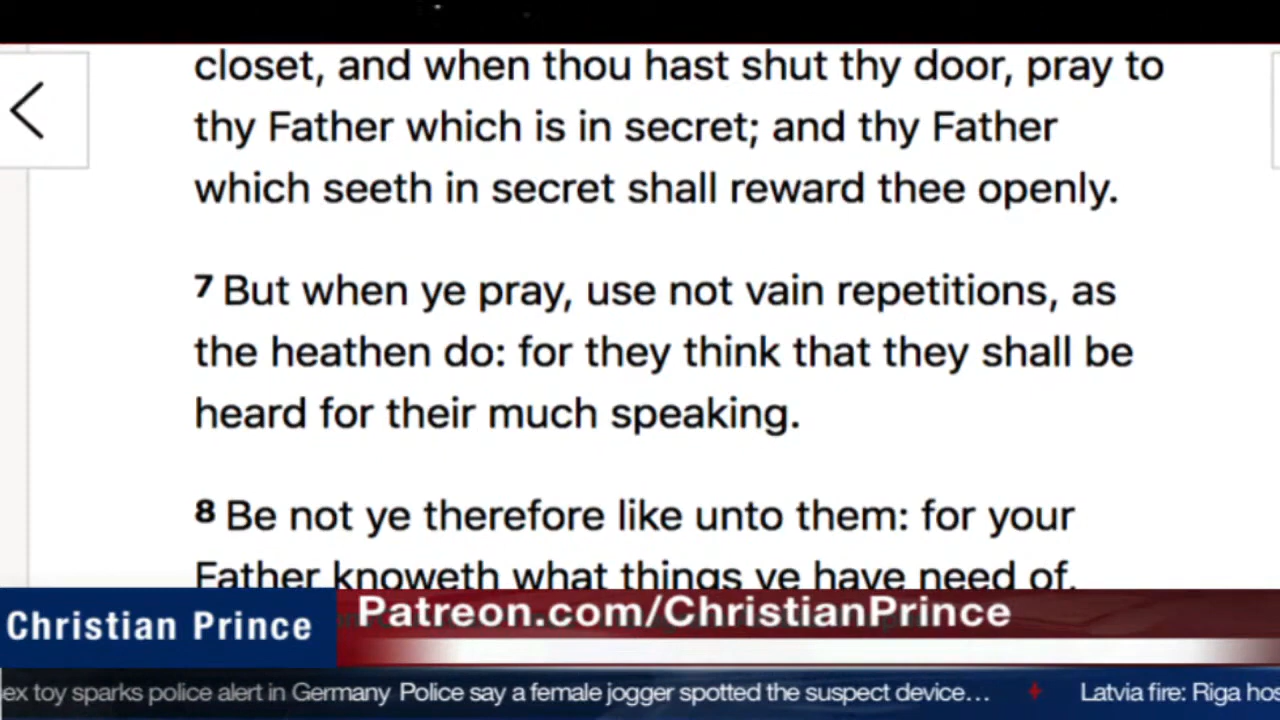 closet, and when thou hast shut thy door, pray to
thy Father which is in secret; and thy Father
which seeth in secret shall reward thee openly.
7 But when ye pray, use not vain repetitions, as
the heathen do: for they think that they shall be
heard for their much speaking.
8 Be not ye therefore like unto them: for your
Father knoweth what things ye have need of,
Christian Prince
Patreon.com/ChristianPrince
ex toy sparks police alert in Germany Police say a female jogger spotted the suspect device… Latvia fire: Riga hos